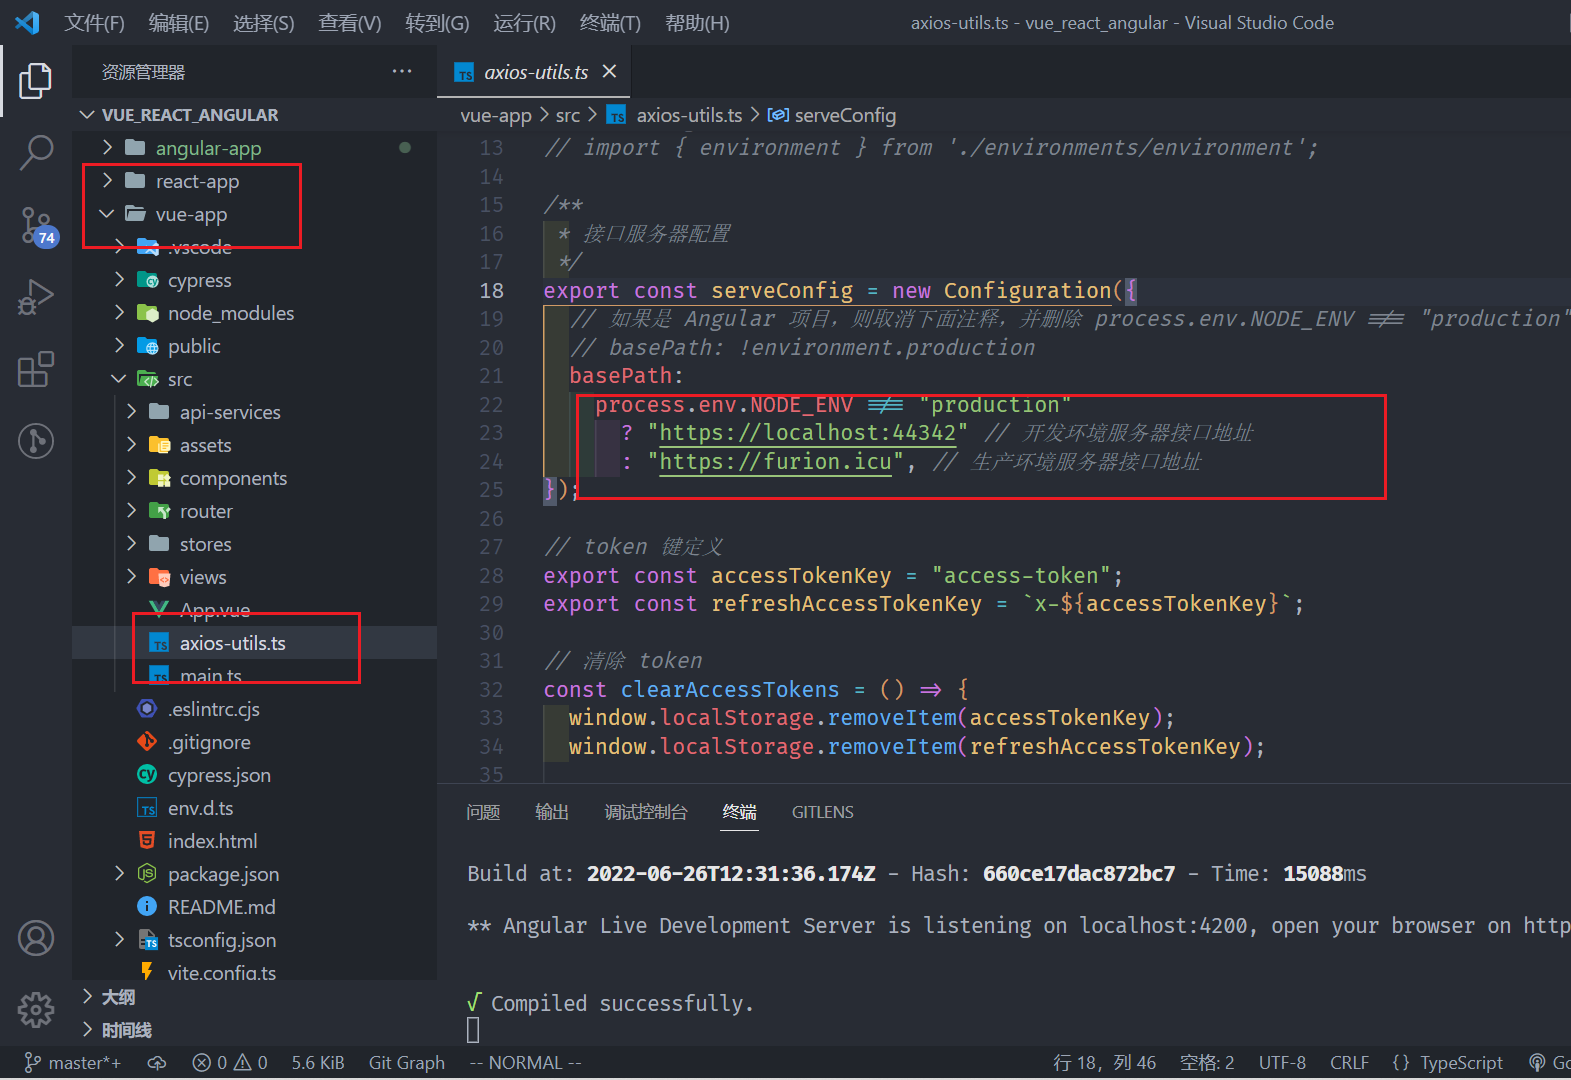 文件(F) 编辑(E) 选择(S) 查看(V) 转到(G) 运行(R) 终端(T) 帮助(H) axios-utils.ts - vue_react_angular - Visual Studio Code
资源管理器 ···
axios-utils.ts
VUE_REACT_ANGULAR
angular-app
react-app
vue-app
.vscode
cypress
node_modules
public
src
api-services
assets
components
router
stores
views
App.vue
axios-utils.ts
main.ts
.eslintrc.cjs
.gitignore
cypress.json
env.d.ts
index.html
package.json
README.md
tsconfig.json
vite.config.ts
大纲
时间线
74
vue-app > src > axios-utils.ts > serveConfig
13 // import { environment } from './environments/environment';
14
15 /**
16 * 接口服务器配置
17 */
18 export const serveConfig = new Configuration({
19 // 如果是 Angular 项目，则取消下面注释，并删除 process.env.NODE_ENV !== "production"
20 // basePath: !environment.production
21 basePath:
22 process.env.NODE_ENV !== "production"
23 ? "https://localhost:44342" // 开发环境服务器接口地址
24 : "https://furion.icu", // 生产环境服务器接口地址
25 });
26
27 // token 键定义
28 export const accessTokenKey = "access-token";
29 export const refreshAccessTokenKey = `x-${accessTokenKey}`;
30
31 // 清除 token
32 const clearAccessTokens = () => {
33 window.localStorage.removeItem(accessTokenKey);
34 window.localStorage.removeItem(refreshAccessTokenKey);
35
问题 输出 调试控制台 终端 GITLENS
Build at: 2022-06-26T12:31:36.174Z - Hash: 660ce17dac872bc7 - Time: 15088ms
** Angular Live Development Server is listening on localhost:4200, open your browser on http
√ Compiled successfully.
master*+ 0 0 5.6 KiB Git Graph -- NORMAL -- 行 18，列 46 空格: 2 UTF-8 CRLF {} TypeScript Go